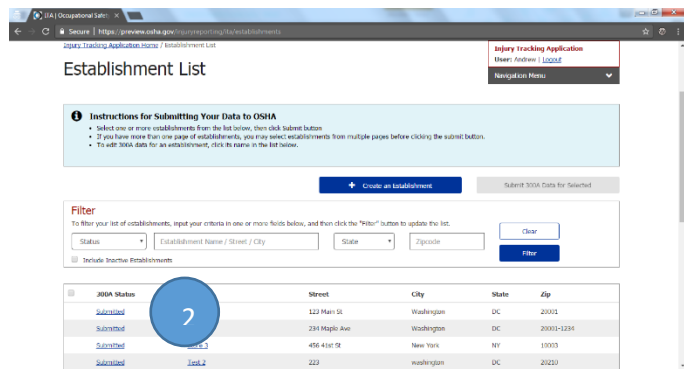 ITA | Occupational Safety
Secure | https://preview.osha.gov/injuryreporting/ita/establishments
Injury Tracking Application Home / Establishment List
Injury Tracking Application
User: Andrew | Logout
Navigation Menu
Establishment List
Instructions for Submitting Your Data to OSHA
• Select one or more establishments from the list below, then click Submit button
• If you have more than one page of establishments, you may select establishments from multiple pages before clicking the submit button.
• To edit 300A data for an establishment, click its name in the list below.
+ Create an Establishment
Submit 300A Data for Selected
Filter
To filter your list of establishments, input your criteria in one or more fields below, and then click the "Filter" button to update the list.
Clear
Status
Establishment Name / Street / City
State
Zipcode
Filter
Include Inactive Establishments
300A Status Street City State Zip
Submitted 123 Main St Washington DC 20001
2
Submitted 234 Maple Ave Washington DC 20001-1234
Submitted 3 456 41st St New York NY 10003
Submitted Test 2 223 washington DC 20210